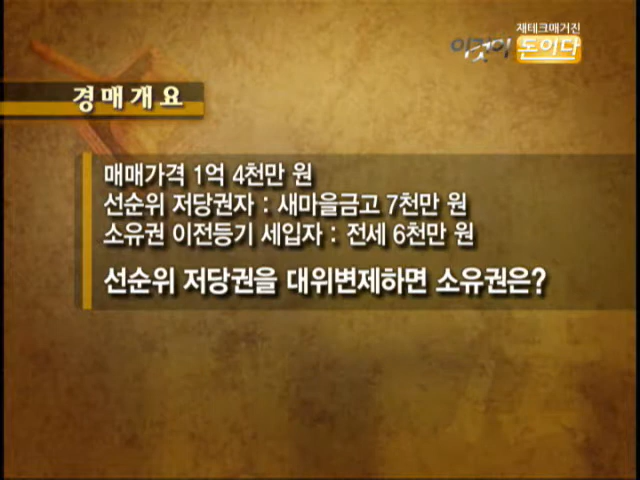 재테크매거진
이것이 돈이다
경매개요
매매가격 1억 4천만 원
선순위 저당권자 : 새마을금고 7천만 원
소유권 이전등기 세입자 : 전세 6천만 원
선순위 저당권을 대위변제하면 소유권은?